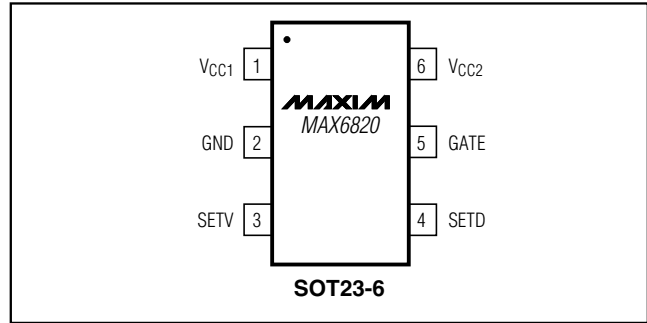 VCC1 1 6 VCC2
MAXIM
MAX6820
GND 2 5 GATE
SETV 3 4 SETD
SOT23-6